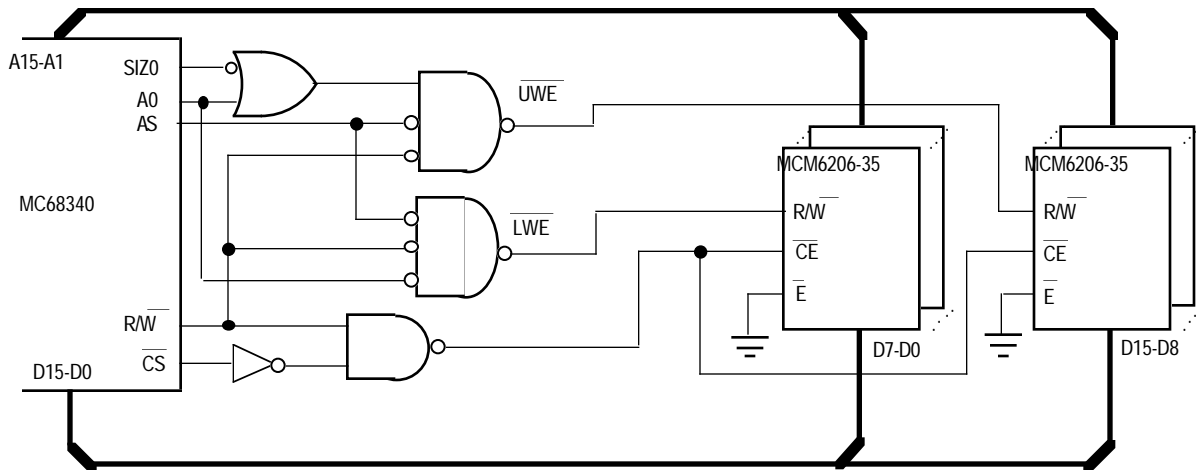 A15-A1
SIZ0
A0
AS
MC68340
R/W
CS
D15-D0
UWE
LWE
MCM6206-35
R/W
CE
E
D7-D0
MCM6206-35
R/W
CE
E
D15-D8